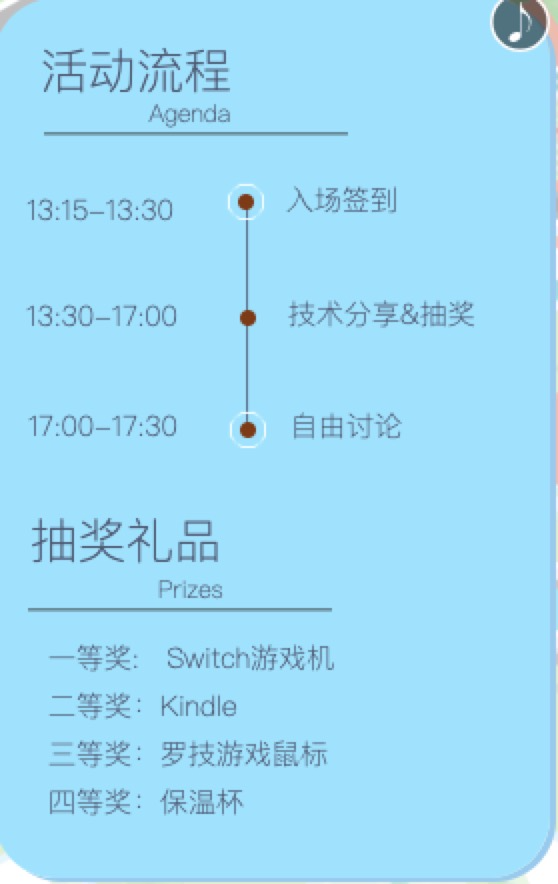 活动流程
Agenda
13:15-13:30 入场签到
13:30-17:00 技术分享&抽奖
17:00-17:30 自由讨论
抽奖礼品
Prizes
一等奖: Switch游戏机
二等奖: Kindle
三等奖: 罗技游戏鼠标
四等奖: 保温杯